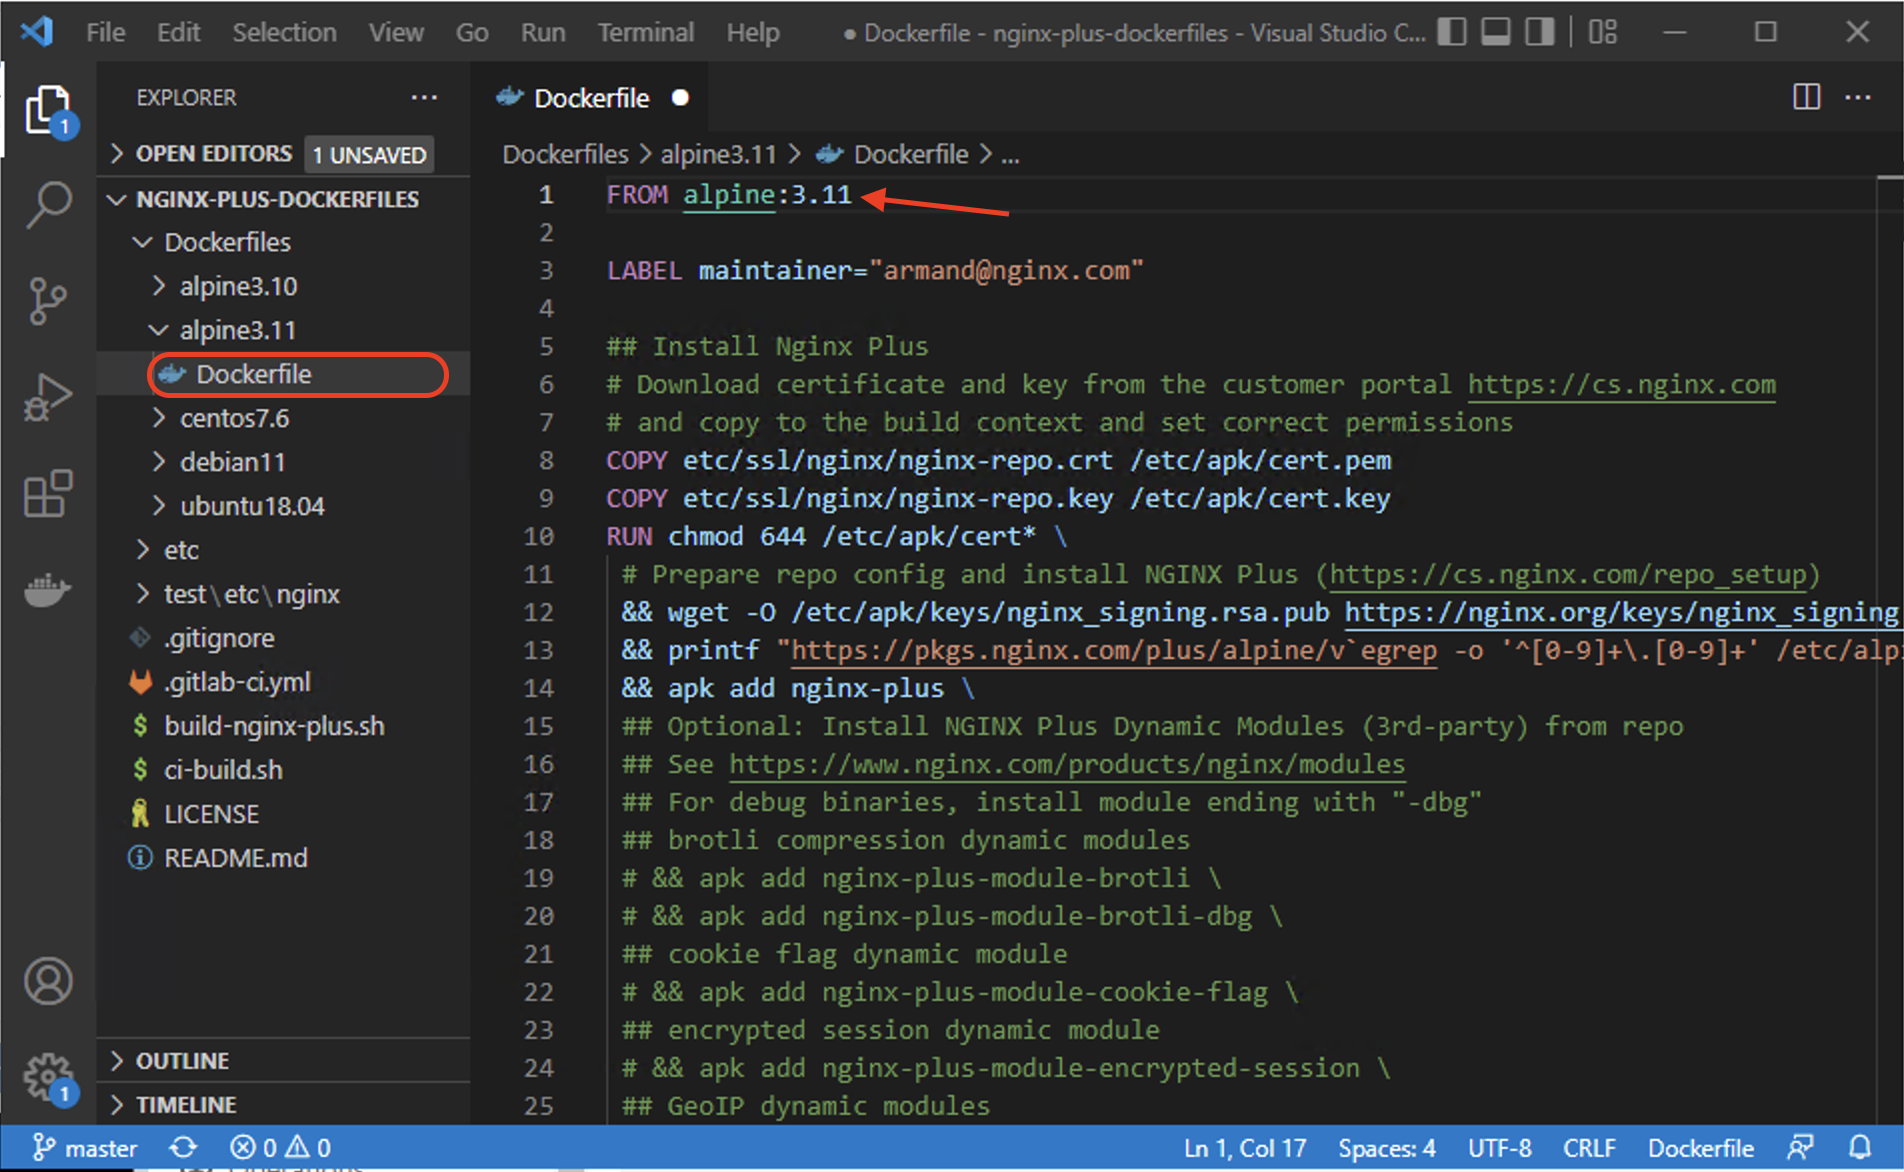 File Edit Selection View Go Run Terminal Help ● Dockerfile - nginx-plus-dockerfiles - Visual Studio C...
EXPLORER ...
OPEN EDITORS 1 UNSAVED
NGINX-PLUS-DOCKERFILES
Dockerfiles
alpine3.10
alpine3.11
Dockerfile
centos7.6
debian11
ubuntu18.04
etc
test\etc\nginx
.gitignore
.gitlab-ci.yml
$ build-nginx-plus.sh
$ ci-build.sh
LICENSE
README.md
OUTLINE
TIMELINE
1
1
Dockerfile ●
Dockerfiles > alpine3.11 > Dockerfile > ...
1 FROM alpine:3.11
2
3 LABEL maintainer="armand@nginx.com"
4
5 ## Install Nginx Plus
6 # Download certificate and key from the customer portal https://cs.nginx.com
7 # and copy to the build context and set correct permissions
8 COPY etc/ssl/nginx/nginx-repo.crt /etc/apk/cert.pem
9 COPY etc/ssl/nginx/nginx-repo.key /etc/apk/cert.key
10 RUN chmod 644 /etc/apk/cert* \
11 # Prepare repo config and install NGINX Plus (https://cs.nginx.com/repo_setup)
12 && wget -O /etc/apk/keys/nginx_signing.rsa.pub https://nginx.org/keys/nginx_signing.
13 && printf "https://pkgs.nginx.com/plus/alpine/v`egrep -o '^[0-9]+\.[0-9]+' /etc/alpi
14 && apk add nginx-plus \
15 ## Optional: Install NGINX Plus Dynamic Modules (3rd-party) from repo
16 ## See https://www.nginx.com/products/nginx/modules
17 ## For debug binaries, install module ending with "-dbg"
18 ## brotli compression dynamic modules
19 # && apk add nginx-plus-module-brotli \
20 # && apk add nginx-plus-module-brotli-dbg \
21 ## cookie flag dynamic module
22 # && apk add nginx-plus-module-cookie-flag \
23 ## encrypted session dynamic module
24 # && apk add nginx-plus-module-encrypted-session \
25 ## GeoIP dynamic modules
master 0 0 Ln 1, Col 17 Spaces: 4 UTF-8 CRLF Dockerfile